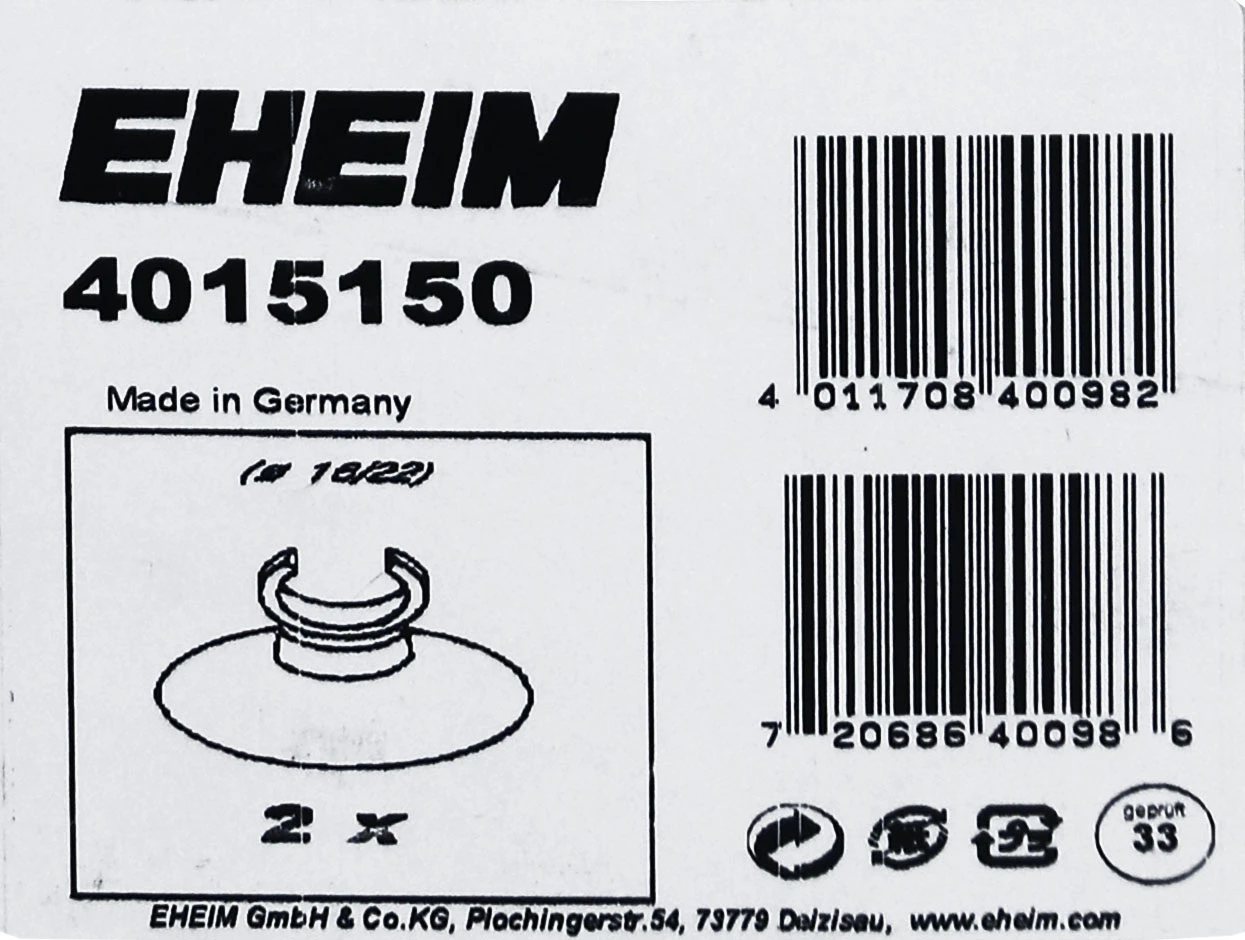 EHEIM
4015150
Made in Germany
(ø 16/22)
2 x
4 011708 400982
7 20686 40098 6
geprüft
33
EHEIM GmbH & Co.KG, Plochingerstr.54, 73779 Deizisau, www.eheim.com